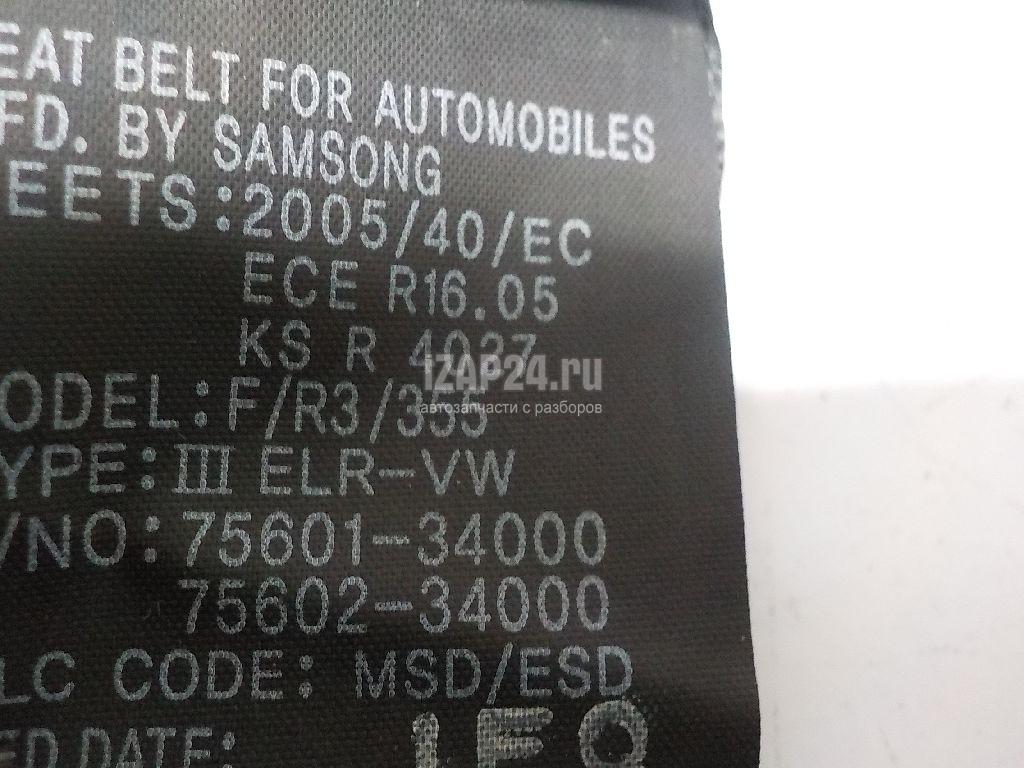 EAT BELT FOR AUTOMOBILES
FD. BY SAMSONG
EETS:2005/40/EC
ECE R16.05
KS R 4027
iZAP24.ru
ODEL:F/R3/355
автозапчасти с разборов
YPE:III ELR-VW
/NO:75601-34000
75602-34000
LC CODE: MSD/ESD
ED DATE: